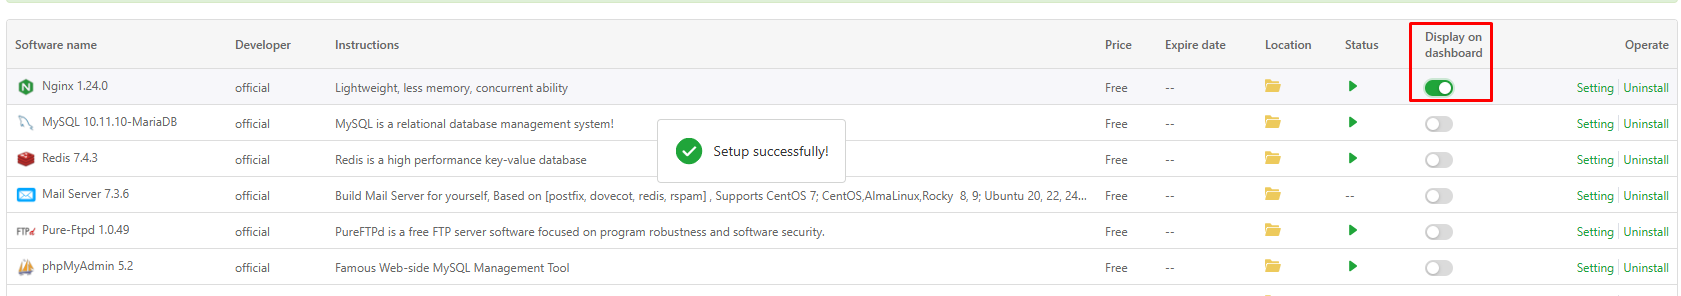 Software name Developer Instructions Price Expire date Location Status Display on dashboard Operate
Nginx 1.24.0 official Lightweight, less memory, concurrent ability Free -- Setting Uninstall
MySQL 10.11.10-MariaDB official MySQL is a relational database management system! Free -- Setting Uninstall
Setup successfully!
Redis 7.4.3 official Redis is a high performance key-value database Free -- Setting Uninstall
Mail Server 7.3.6 official Build Mail Server for yourself, Based on [postfix, dovecot, redis, rspam] , Supports CentOS 7; CentOS,AlmaLinux,Rocky 8, 9; Ubuntu 20, 22, 24... Free -- -- Setting Uninstall
FTPd Pure-Ftpd 1.0.49 official PureFTPd is a free FTP server software focused on program robustness and software security. Free -- Setting Uninstall
phpMyAdmin 5.2 official Famous Web-side MySQL Management Tool Free -- Setting Uninstall